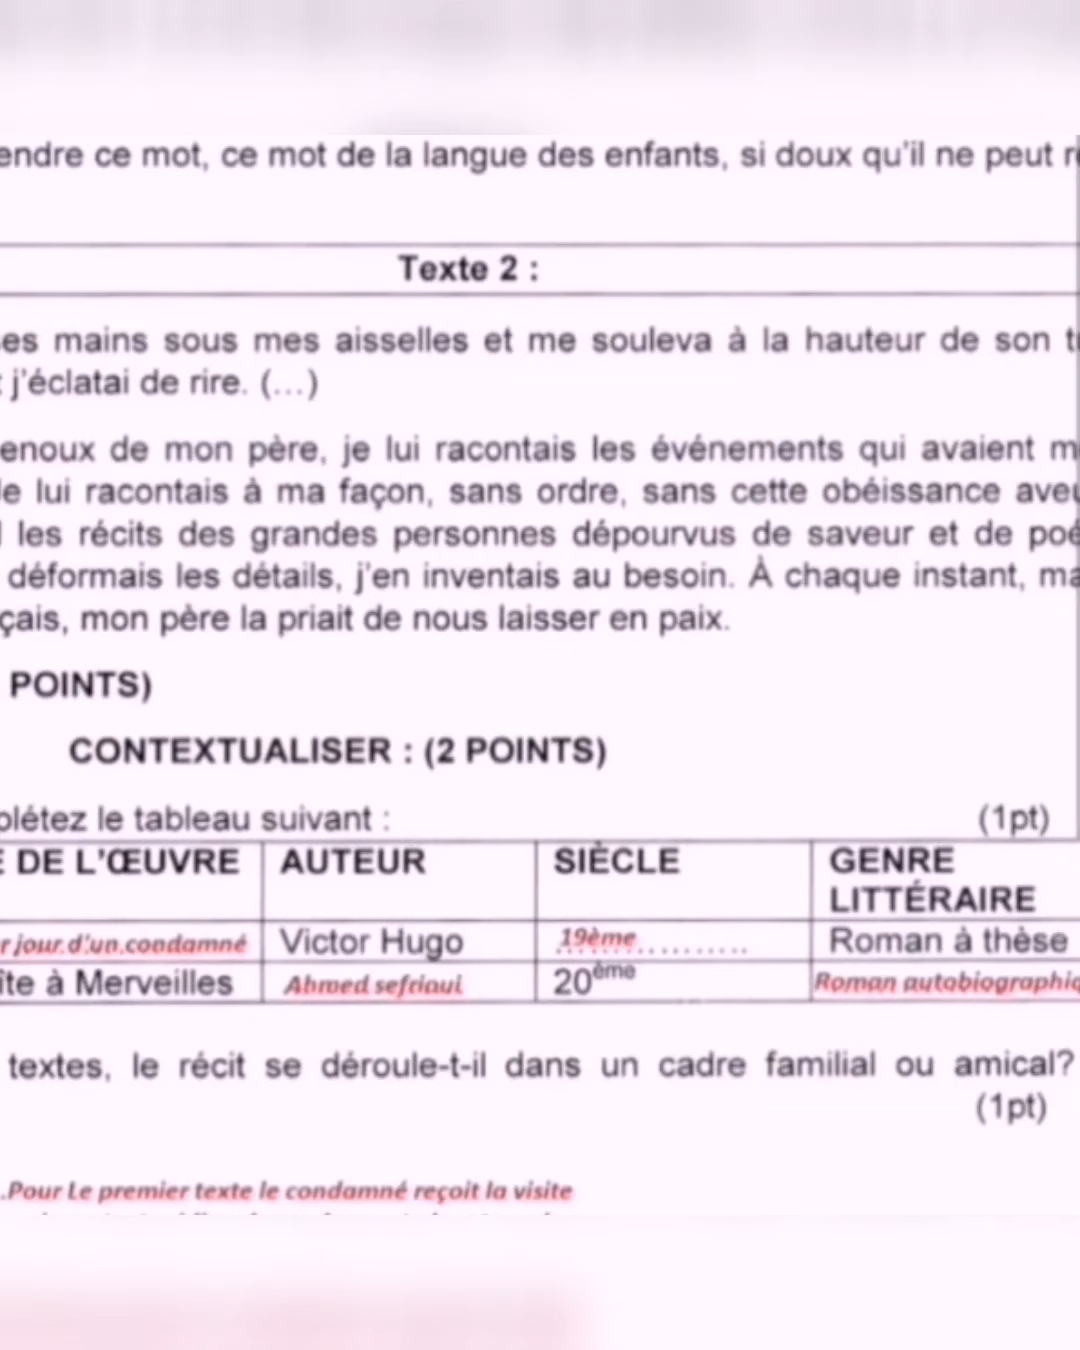 endre ce mot, ce mot de la langue des enfants, si doux qu'il ne peut
Texte 2 :
es mains sous mes aisselles et me souleva à la hauteur de son
j'éclatai de rire. (...)
enoux de mon père, je lui racontais les événements qui avaient m
le lui racontais à ma façon, sans ordre, sans cette obéissance aveu
les récits des grandes personnes dépourvus de saveur et de poé
déformais les détails, j'en inventais au besoin. À chaque instant, ma
çais, mon père la priait de nous laisser en paix.
POINTS)
CONTEXTUALISER : (2 POINTS)
plétez le tableau suivant : (1pt)
E DE L'ŒUVRE AUTEUR SIÈCLE GENRE
LITTÉRAIRE
r jour d'un condamné Victor Hugo 19ème.......... Roman à thèse
îte à Merveilles Ahmed sefrioui 20ème Roman autobiographiq
textes, le récit se déroule-t-il dans un cadre familial ou amical?
(1pt)
.Pour Le premier texte le condamné reçoit la visite